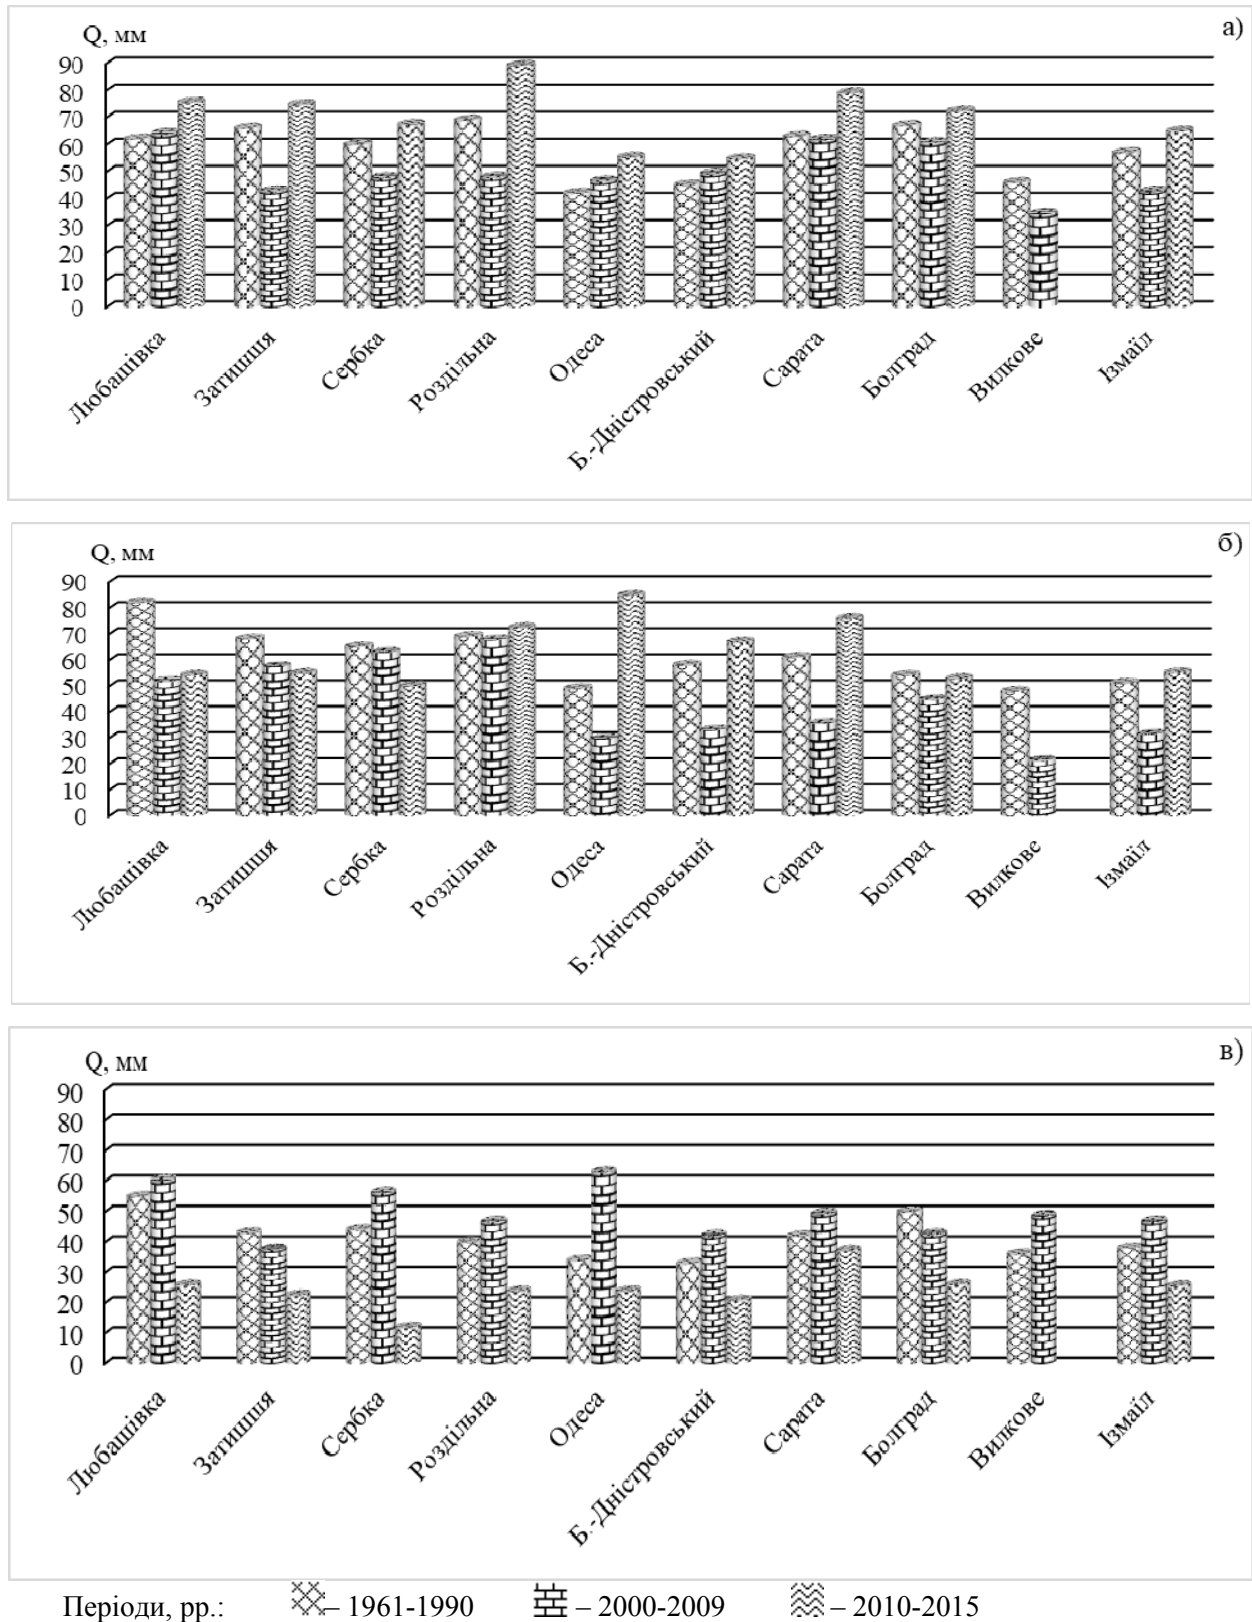 а)
Q, мм
90
80
70
60
50
40
30
20
10
0
Любашівка
Затишшя
Сербка
Роздільна
Одеса
Б.-Дністровський
Сарата
Болград
Вилкове
Ізмаїл
б)
Q, мм
90
80
70
60
50
40
30
20
10
0
Любашівка
Затишшя
Сербка
Роздільна
Одеса
Б.-Дністровський
Сарата
Болград
Вилкове
Ізмаїл
в)
Q, мм
90
80
70
60
50
40
30
20
10
0
Любашівка
Затишшя
Сербка
Роздільна
Одеса
Б.-Дністровський
Сарата
Болград
Вилкове
Ізмаїл
Періоди, рр.: – 1961-1990 – 2000-2009 – 2010-2015